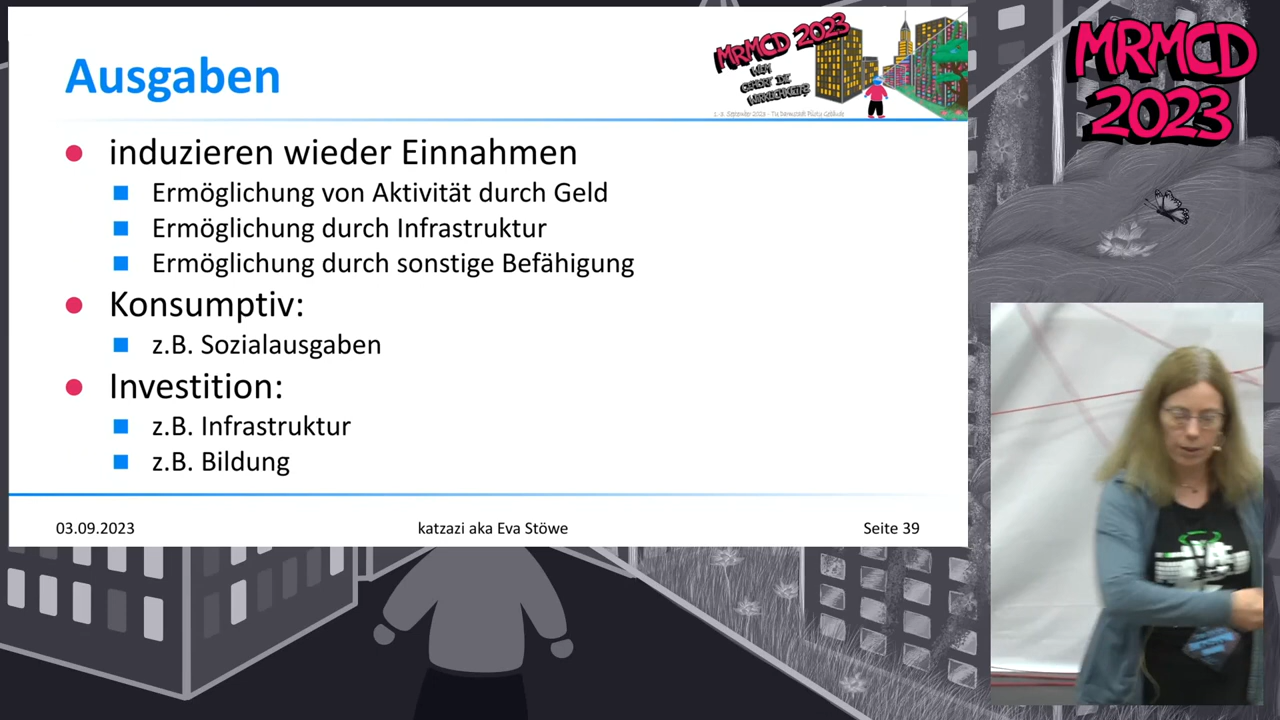 Ausgaben
MRMCD 2023
induzieren wieder Einnahmen
Ermöglichung von Aktivität durch Geld
Ermöglichung durch Infrastruktur
Ermöglichung durch sonstige Befähigung
Konsumptiv:
z.B. Sozialausgaben
Investition:
z.B. Infrastruktur
z.B. Bildung
03.09.2023
katzazi aka Eva Stöwe
Seite 39
MRMCD
2023